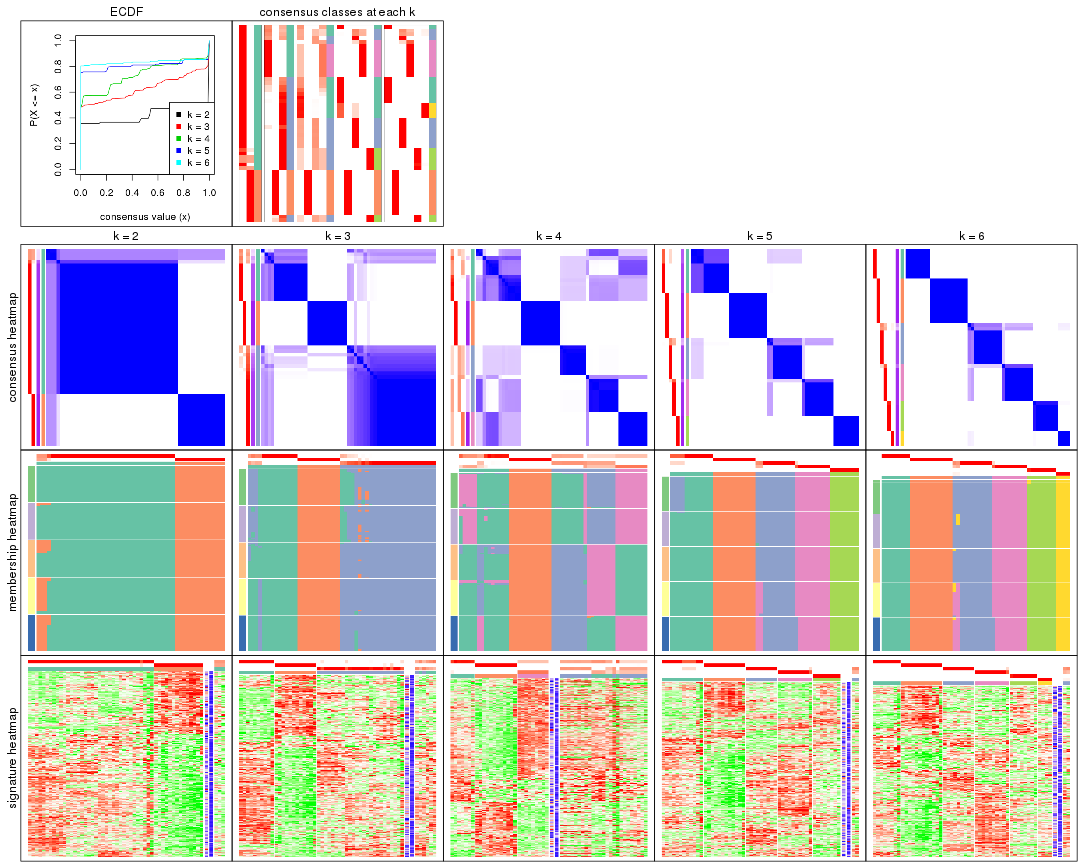 ECDF
consensus classes at each k
P(X <= x)
0.0
0.2
0.4
0.6
0.8
1.0
k = 2
k = 3
k = 4
k = 5
k = 6
0.0 0.2 0.4 0.6 0.8 1.0
consensus value (x)
k = 2
k = 3
k = 4
k = 5
k = 6
consensus heatmap
membership heatmap
signature heatmap